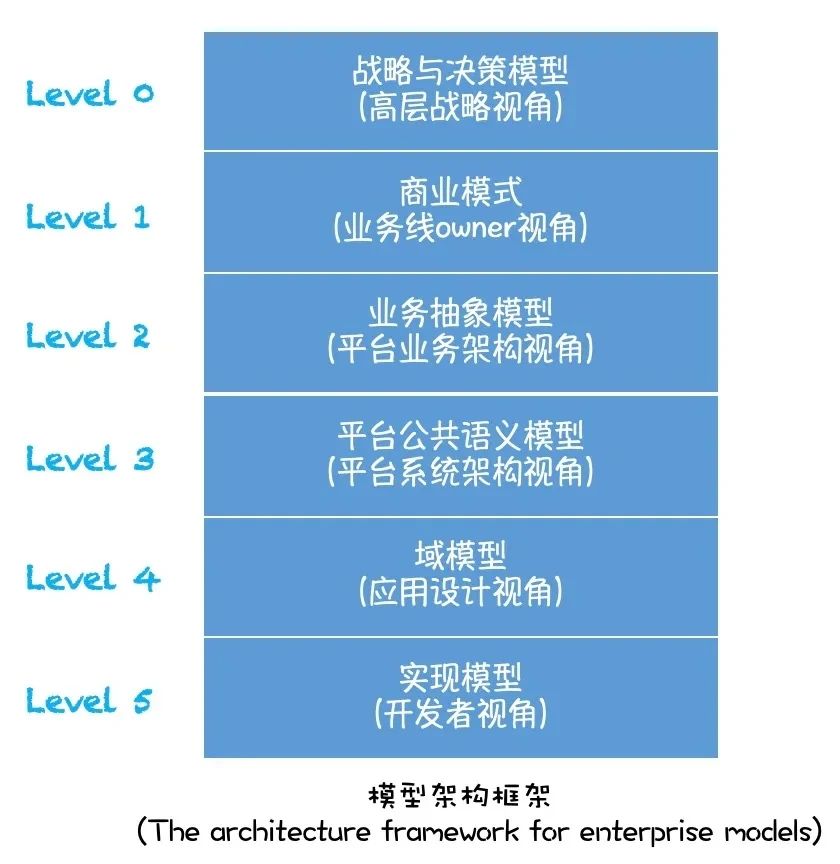 Level 0
战略与决策模型
(高层战略视角)
Level 1
商业模式
(业务线owner视角)
Level 2
业务抽象模型
(平台业务架构视角)
Level 3
平台公共语义模型
(平台系统架构视角)
Level 4
域模型
(应用设计视角)
Level 5
实现模型
(开发者视角)
模型架构框架
(The architecture framework for enterprise models)